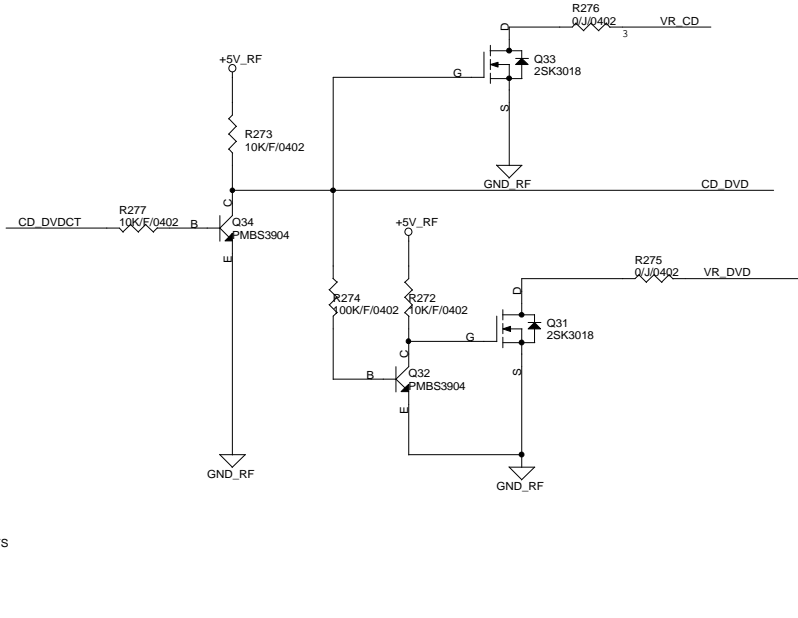 R276
0/J/0402
VR_CD
3
D
+5V_RF
Q33
2SK3018
G
S
R273
10K/F/0402
GND_RF
CD_DVD
C
R277
10K/F/0402
CD_DVDCT
B
Q34
PMBS3904
+5V_RF
E
R275
0/J/0402
VR_DVD
D
R274
100K/F/0402
R272
10K/F/0402
Q31
2SK3018
G
C
S
B
Q32
PMBS3904
E
GND_RF
GND_RF
S